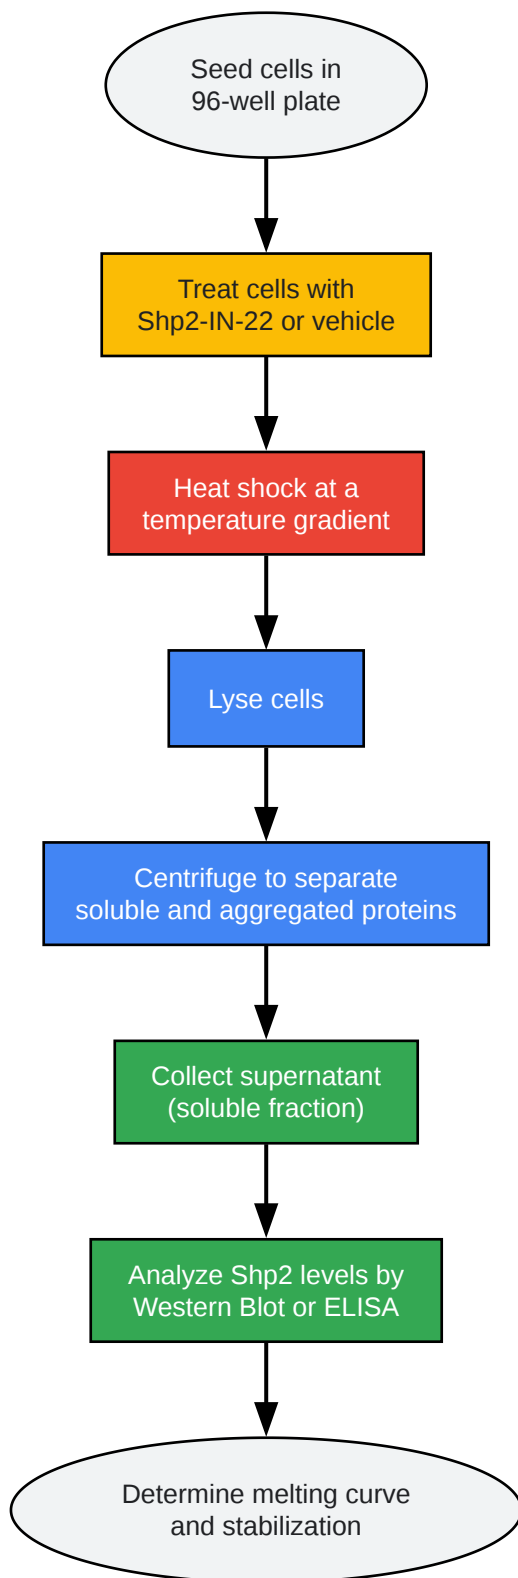 Seed cells in
96-well plate
Treat cells with
Shp2-IN-22 or vehicle
Heat shock at a
temperature gradient
Lyse cells
Centrifuge to separate
soluble and aggregated proteins
Collect supernatant
(soluble fraction)
Analyze Shp2 levels by
Western Blot or ELISA
Determine melting curve
and stabilization